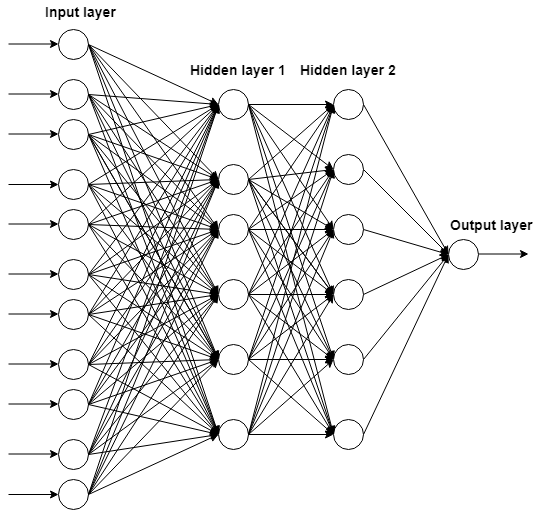 Input layer
Hidden layer 1
Hidden layer 2
Output layer